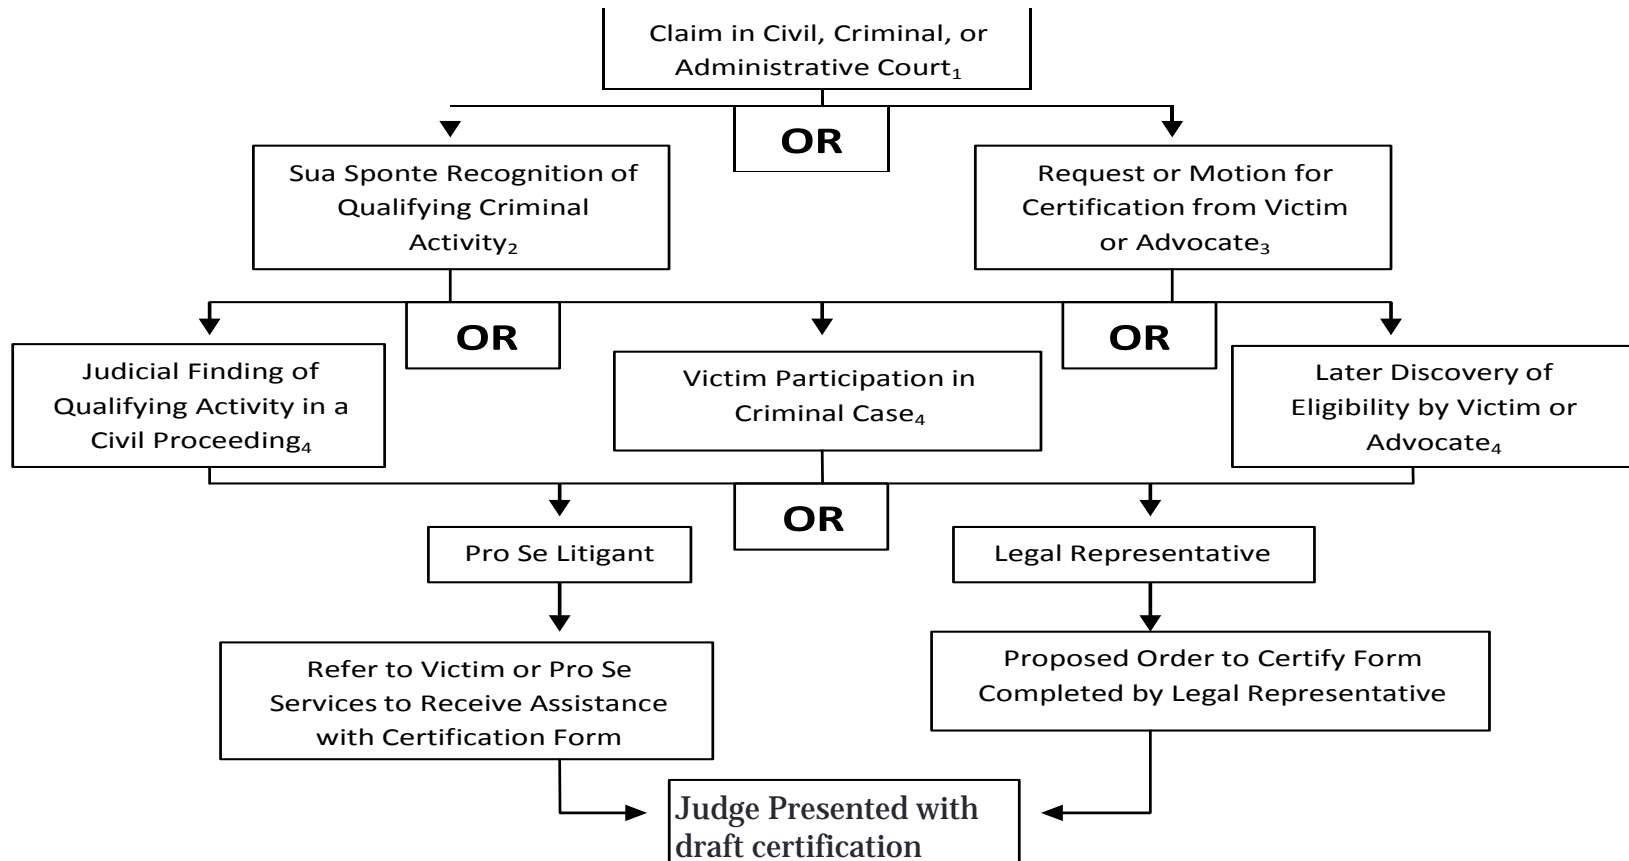 Claim in Civil, Criminal, or
Administrative Court₁
OR
Sua Sponte Recognition of
Qualifying Criminal
Activity₂
Request or Motion for
Certification from Victim
or Advocate₃
OR
OR
Judicial Finding of
Qualifying Activity in a
Civil Proceeding₄
Victim Participation in
Criminal Case₄
Later Discovery of
Eligibility by Victim or
Advocate₄
OR
Pro Se Litigant
Legal Representative
Refer to Victim or Pro Se
Services to Receive Assistance
with Certification Form
Proposed Order to Certify Form
Completed by Legal Representative
Judge Presented with
draft certification